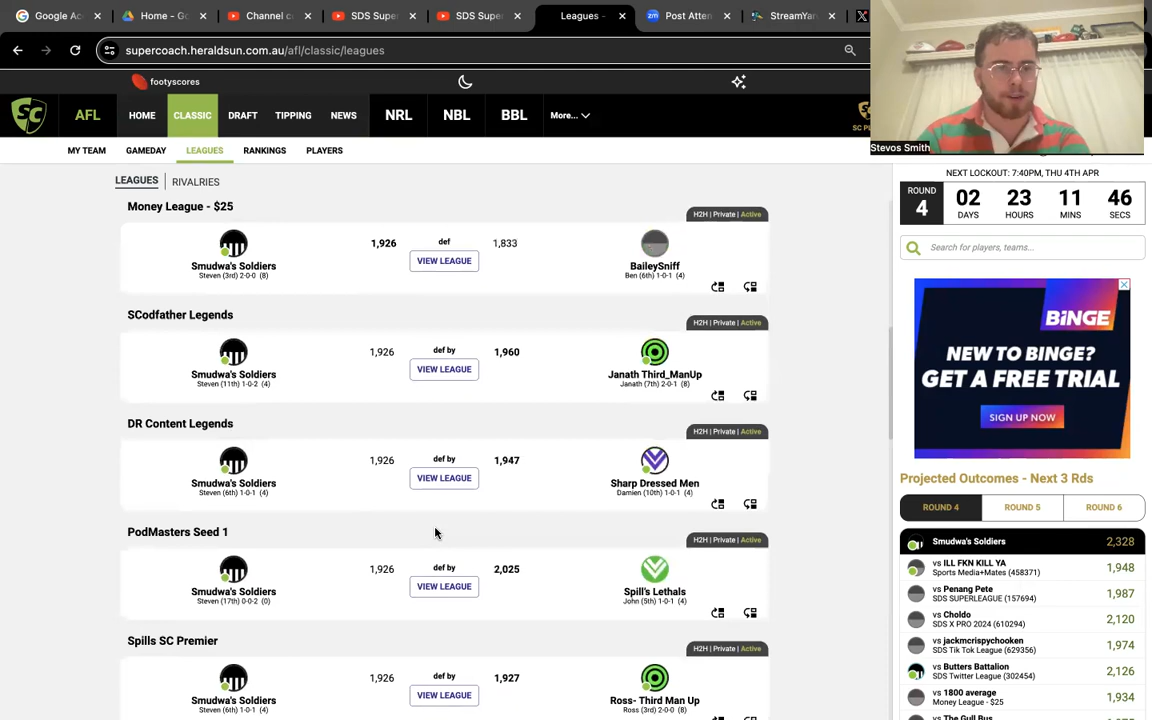 Google Ac
Home - Go
Channel c
SDS Super
SDS Super
Leagues -
Post Atten
StreamYar
supercoach.heraldsun.com.au/afl/classic/leagues
footyscores
SC
AFL
HOME
CLASSIC
DRAFT
TIPPING
NEWS
NRL
NBL
BBL
More...
SC PL
Stevos Smith
MY TEAM
GAMEDAY
LEAGUES
RANKINGS
PLAYERS
LEAGUES
RIVALRIES
Money League - $25
H2H | Private | Active
1,926
def
1,833
VIEW LEAGUE
Smudwa's Soldiers
Steven (3rd) 2-0-0 (8)
BaileySniff
Ben (6th) 1-0-1 (4)
SCodfather Legends
H2H | Private | Active
1,926
def by
1,960
VIEW LEAGUE
Smudwa's Soldiers
Steven (11th) 1-0-2 (4)
Janath Third_ManUp
Janath (7th) 2-0-1 (8)
DR Content Legends
H2H | Private | Active
1,926
def by
1,947
VIEW LEAGUE
Smudwa's Soldiers
Steven (6th) 1-0-1 (4)
Sharp Dressed Men
Damien (10th) 1-0-1 (4)
PodMasters Seed 1
H2H | Private | Active
1,926
def by
2,025
VIEW LEAGUE
Smudwa's Soldiers
Steven (17th) 0-0-2 (0)
Spill's Lethals
John (5th) 1-0-1 (4)
Spills SC Premier
H2H | Private | Active
1,926
def by
1,927
VIEW LEAGUE
Smudwa's Soldiers
Steven (6th) 1-0-1 (4)
Ross- Third Man Up
Ross (3rd) 2-0-0 (8)
NEXT LOCKOUT: 7:40PM, THU 4TH APR
ROUND
4
02
DAYS
23
HOURS
11
MINS
46
SECS
Search for players, teams...
BINGE
NEW TO BINGE?
GET A FREE TRIAL
SIGN UP NOW
Projected Outcomes - Next 3 Rds
ROUND 4
ROUND 5
ROUND 6
Smudwa's Soldiers
2,328
vs ILL FKN KILL YA
Sports Media+Mates (458371)
1,948
vs Penang Pete
SDS SUPERLEAGUE (157694)
1,987
vs Choldo
SDS X PRO 2024 (610294)
2,120
vs jackmcrispychooken
SDS Tik Tok League (629356)
1,974
vs Butters Battalion
SDS Twitter League (302454)
2,126
vs 1800 average
Money League - $25
1,934
vs The Gull Bus